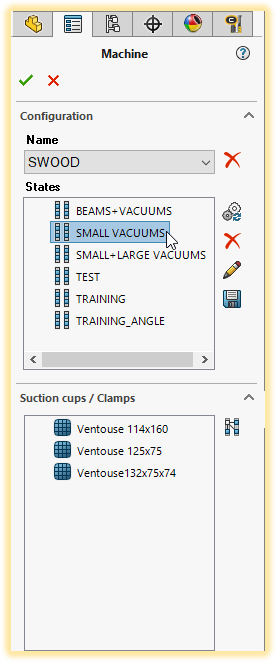 Machine
Configuration
Name
SWOOD
States
BEAMS+VACUUMS
SMALL VACUUMS
SMALL+LARGE VACUUMS
TEST
TRAINING
TRAINING_ANGLE
Suction cups / Clamps
Ventouse 114x160
Ventouse 125x75
Ventouse132x75x74